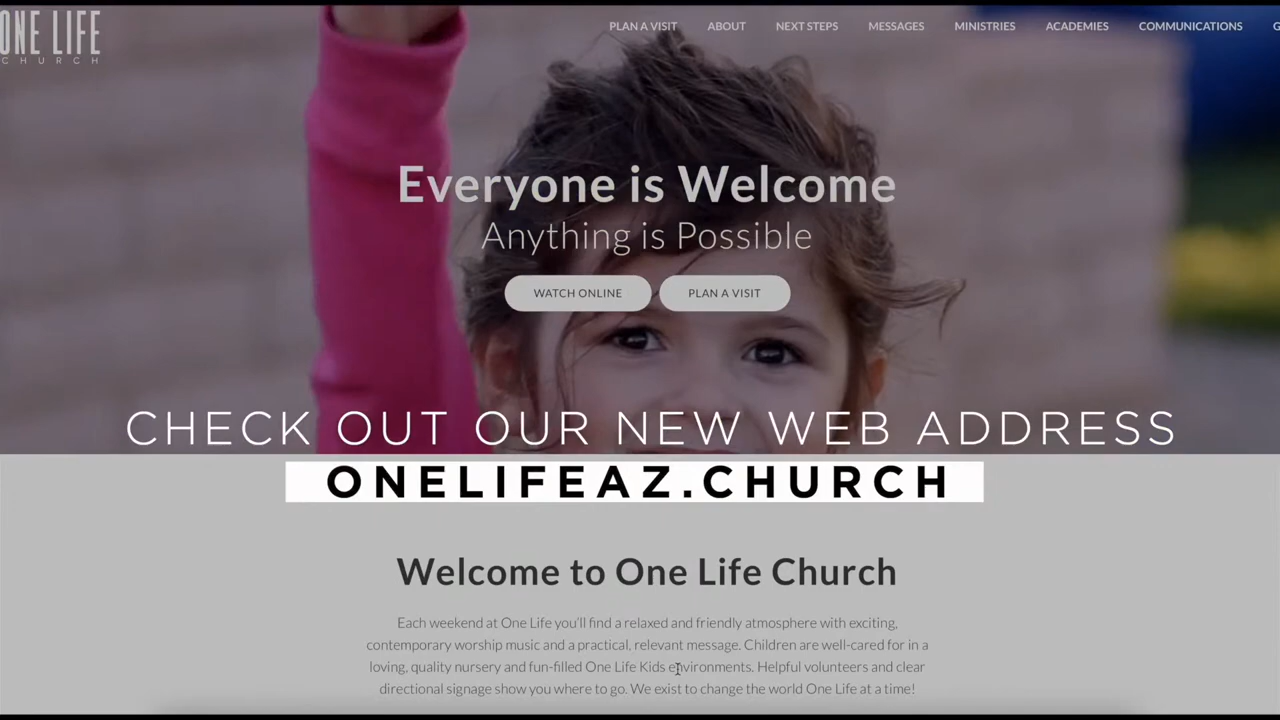 ONE LIFE
CHURCH
PLAN A VISIT ABOUT NEXT STEPS MESSAGES MINISTRIES ACADEMIES COMMUNICATIONS G
Everyone is Welcome
Anything is Possible
WATCH ONLINE PLAN A VISIT
CHECK OUT OUR NEW WEB ADDRESS
ONELIFEAZ.CHURCH
Welcome to One Life Church
Each weekend at One Life you'll find a relaxed and friendly atmosphere with exciting,
contemporary worship music and a practical, relevant message. Children are well-cared for in a
loving, quality nursery and fun-filled One Life Kids environments. Helpful volunteers and clear
directional signage show you where to go. We exist to change the world One Life at a time!